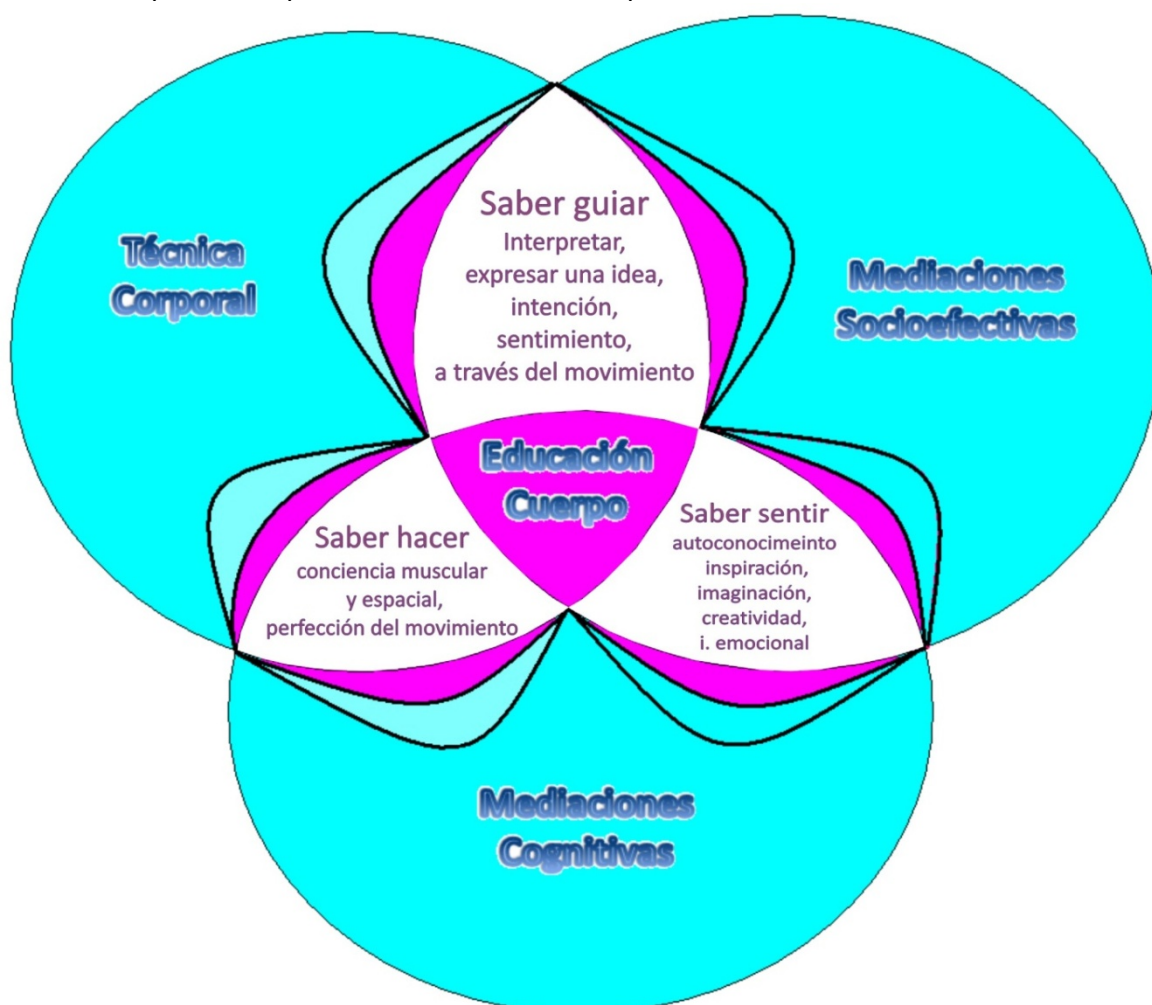 Saber guiar
Interpretar,
expresar una idea,
intención,
sentimiento,
a través del movimiento
Técnica
Corporal
Mediaciones
Socioefectivas
Educación
Cuerpo
Saber hacer
conciencia muscular
y espacial,
perfección del movimiento
Saber sentir
autoconocimeinto
inspiración,
imaginación,
creatividad,
i. emocional
Mediaciones
Cognitivas